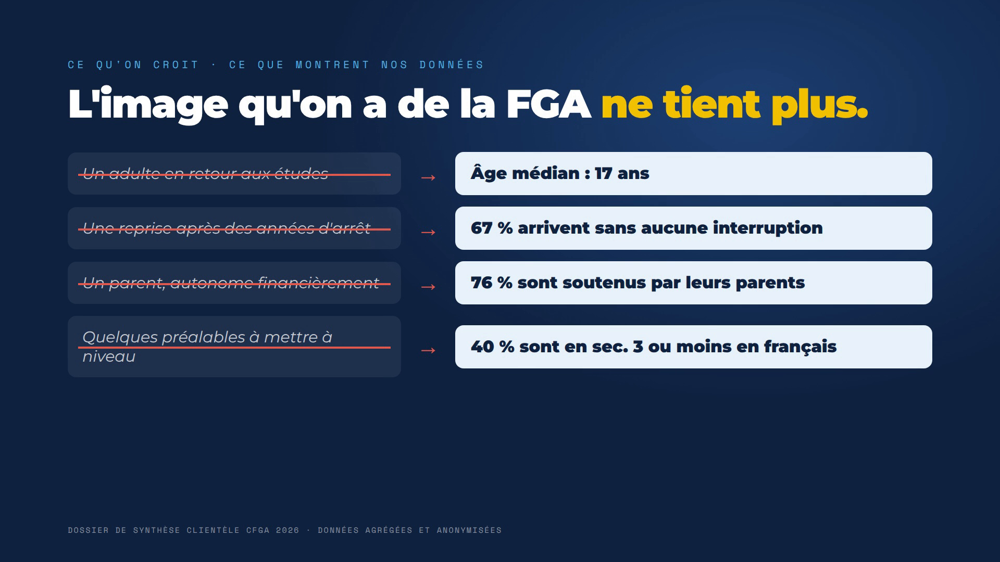 CE QU'ON CROIT · CE QUE MONTRENT NOS DONNÉES
L'image qu'on a de la FGA ne tient plus.
Un adulte en retour aux études → Âge médian : 17 ans
Une reprise après des années d'arrêt → 67 % arrivent sans aucune interruption
Un parent, autonome financièrement → 76 % sont soutenus par leurs parents
Quelques préalables à mettre à
niveau → 40 % sont en sec. 3 ou moins en français
DOSSIER DE SYNTHÈSE CLIENTÈLE CFGA 2026 · DONNÉES AGRÉGÉES ET ANONYMISÉES